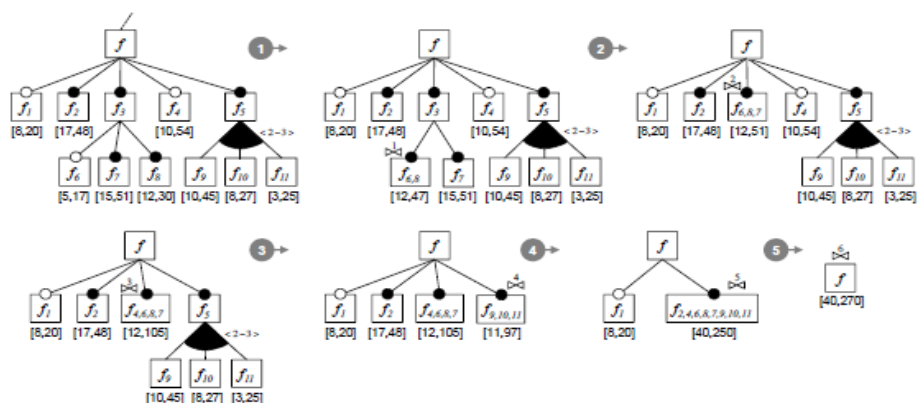 f 1 f 2 f
f1 f2 f3 f4 f5 f1 f2 f3 f4 f5 f1 f2 2 f6,8,7 f4 f5
[8,20] [17,48] [10,54] <2-3> [8,20] [17,48] [10,54] <2-3> [8,20] [17,48] [12,51] [10,54] <2-3>
f6 f7 f8 f9 f10 f11 1 f6,8 f7 f9 f10 f11 f9 f10 f11
[5,17] [15,51] [12,30] [10,45] [8,27] [3,25] [12,47] [15,51] [10,45] [8,27] [3,25] [10,45] [8,27] [3,25]
f 3 f 4 f 5 6
f
[40,270]
f1 f2 3 f4,6,8,7 f5 f1 f2 f4,6,8,7 4 f9,10,11 f1 5 f2,4,6,8,7,9,10,11
[8,20] [17,48] [12,105] <2-3> [8,20] [17,48] [12,105] [11,97] [8,20] [40,250]
f9 f10 f11
[10,45] [8,27] [3,25]